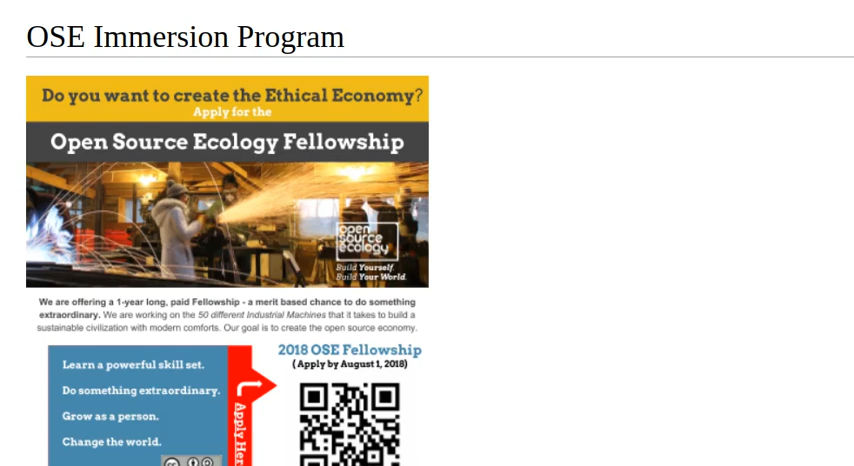 OSE Immersion Program
Do you want to create the Ethical Economy?
Apply for the
Open Source Ecology Fellowship
open
source
ecology
Build Yourself.
Build Your World.
We are offering a 1-year long, paid Fellowship - a merit based chance to do something
extraordinary. We are working on the 50 different Industrial Machines that it takes to build a
sustainable civilization with modern comforts. Our goal is to create the open source economy.
Learn a powerful skill set.
Do something extraordinary.
Grow as a person.
Change the world.
Apply Here
2018 OSE Fellowship
(Apply by August 1, 2018)